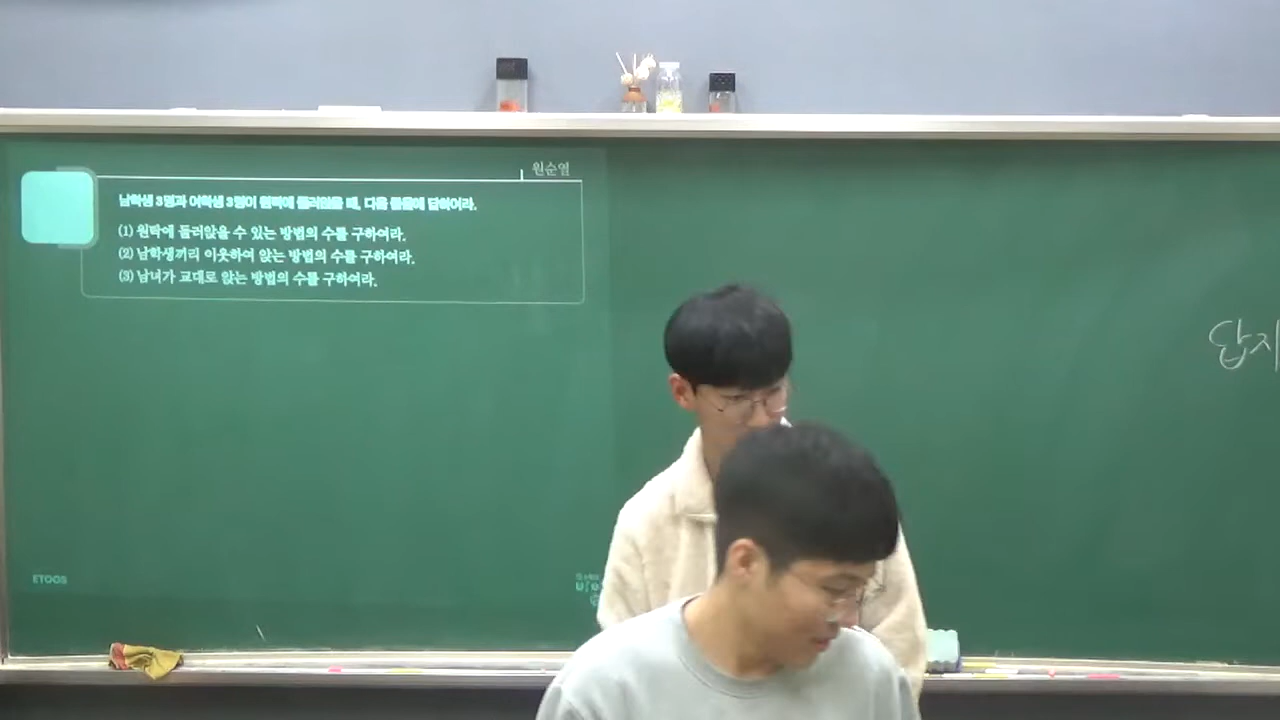 원순열
남학생 3명과 여학생 3명이 원탁에 둘러앉을 때, 다음 물음에 답하여라.
(1) 원탁에 둘러앉을 수 있는 방법의 수를 구하여라.
(2) 남학생끼리 이웃하여 앉는 방법의 수를 구하여라.
(3) 남녀가 교대로 앉는 방법의 수를 구하여라.
답지
ETOOS